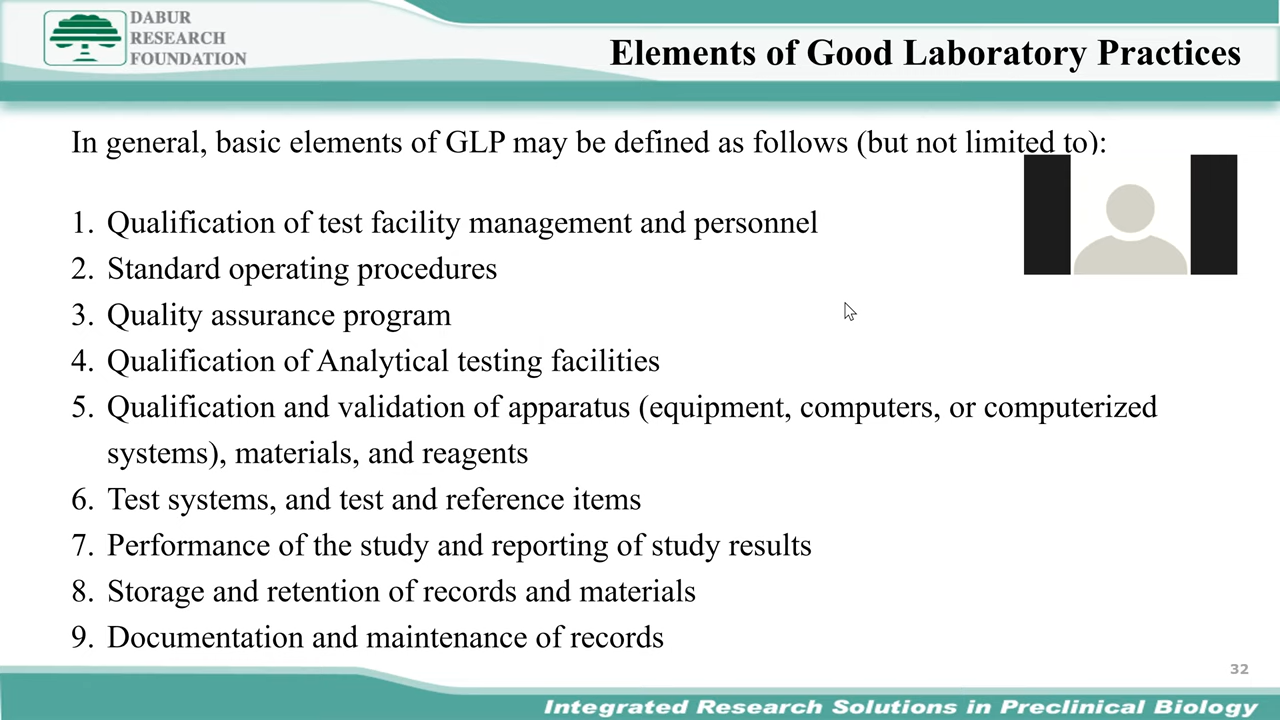 DABUR
RESEARCH
FOUNDATION
Elements of Good Laboratory Practices
In general, basic elements of GLP may be defined as follows (but not limited to):
1. Qualification of test facility management and personnel
2. Standard operating procedures
3. Quality assurance program
4. Qualification of Analytical testing facilities
5. Qualification and validation of apparatus (equipment, computers, or computerized
systems), materials, and reagents
6. Test systems, and test and reference items
7. Performance of the study and reporting of study results
8. Storage and retention of records and materials
9. Documentation and maintenance of records
32
Integrated Research Solutions in Preclinical Biology